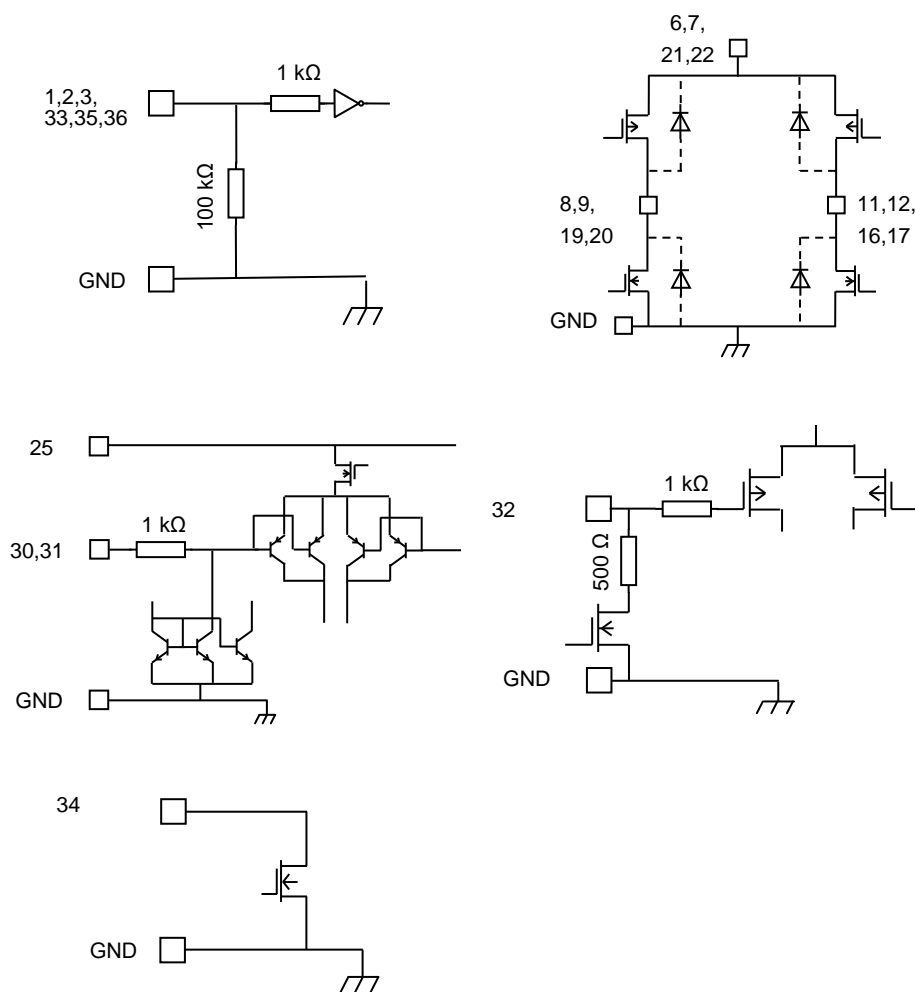 1 kΩ
1,2,3,
33,35,36
100 kΩ
GND
6,7,
21,22
8,9,
19,20
11,12,
16,17
GND
25
1 kΩ
30,31
GND
32
1 kΩ
500 Ω
GND
34
GND